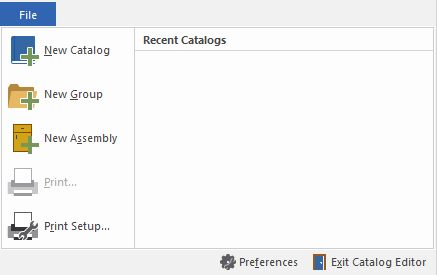 File
Recent Catalogs
New Catalog
New Group
New Assembly
Print...
Print Setup...
Preferences
Exit Catalog Editor